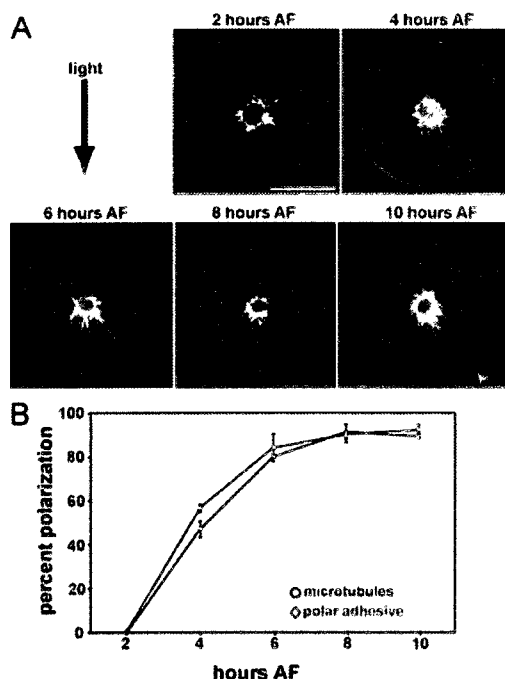 A
2 hours AF
4 hours AF
light
6 hours AF
8 hours AF
10 hours AF
B
percent polarization
100
80
60
40
20
0
microtubules
polar adhesive
2
4
6
8
10
hours AF